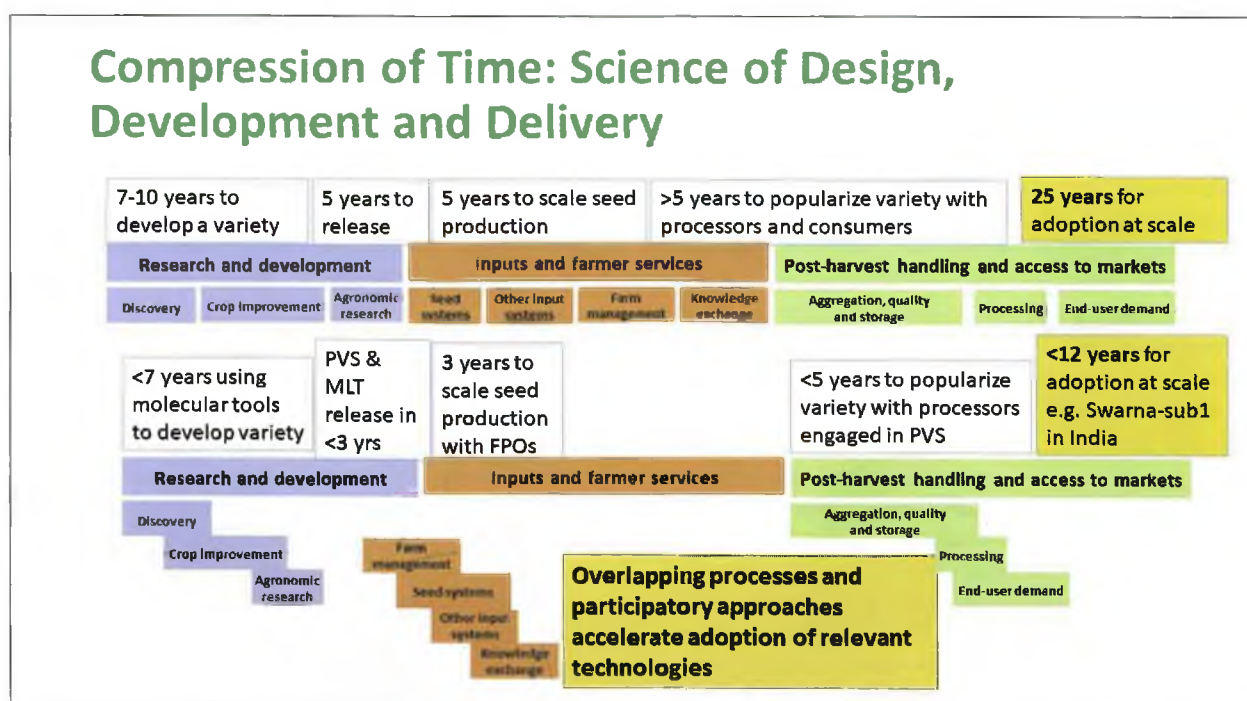 Compression of Time: Science of Design,
Development and Delivery
7-10 years to
develop a variety
5 years to
release
5 years to scale seed
production
>5 years to popularize variety with
processors and consumers
25 years for
adoption at scale
Research and development
Inputs and farmer services
Post-harvest handling and access to markets
Discovery
Crop improvement
Agronomic
research
Seed
systems
Other input
systems
Farm
management
Knowledge
exchange
Aggregation, quality
and storage
Processing
End-user demand
<7 years using
molecular tools
to develop variety
PVS &
MLT
release in
<3 yrs
3 years to
scale seed
production
with FPOs
<5 years to popularize
variety with processors
engaged in PVS
<12 years for
adoption at scale
e.g. Swarna-sub1
in India
Research and development
Inputs and farmer services
Post-harvest handling and access to markets
Discovery
Crop improvement
Agronomic
research
Farm
management
Seed systems
Other input
systems
Knowledge
exchange
Aggregation, quality
and storage
Processing
End-user demand
Overlapping processes and
participatory approaches
accelerate adoption of relevant
technologies